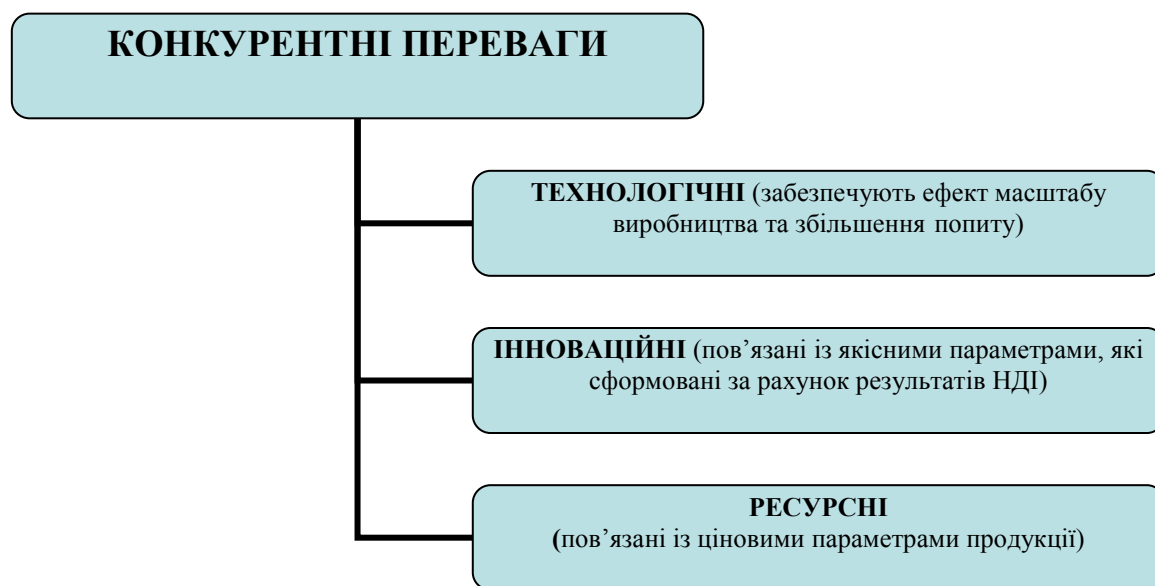 КОНКУРЕНТНІ ПЕРЕВАГИ
ТЕХНОЛОГІЧНІ (забезпечують ефект масштабу
виробництва та збільшення попиту)
ІННОВАЦІЙНІ (пов’язані із якісними параметрами, які
сформовані за рахунок результатів НДІ)
РЕСУРСНІ
(пов’язані із ціновими параметрами продукції)